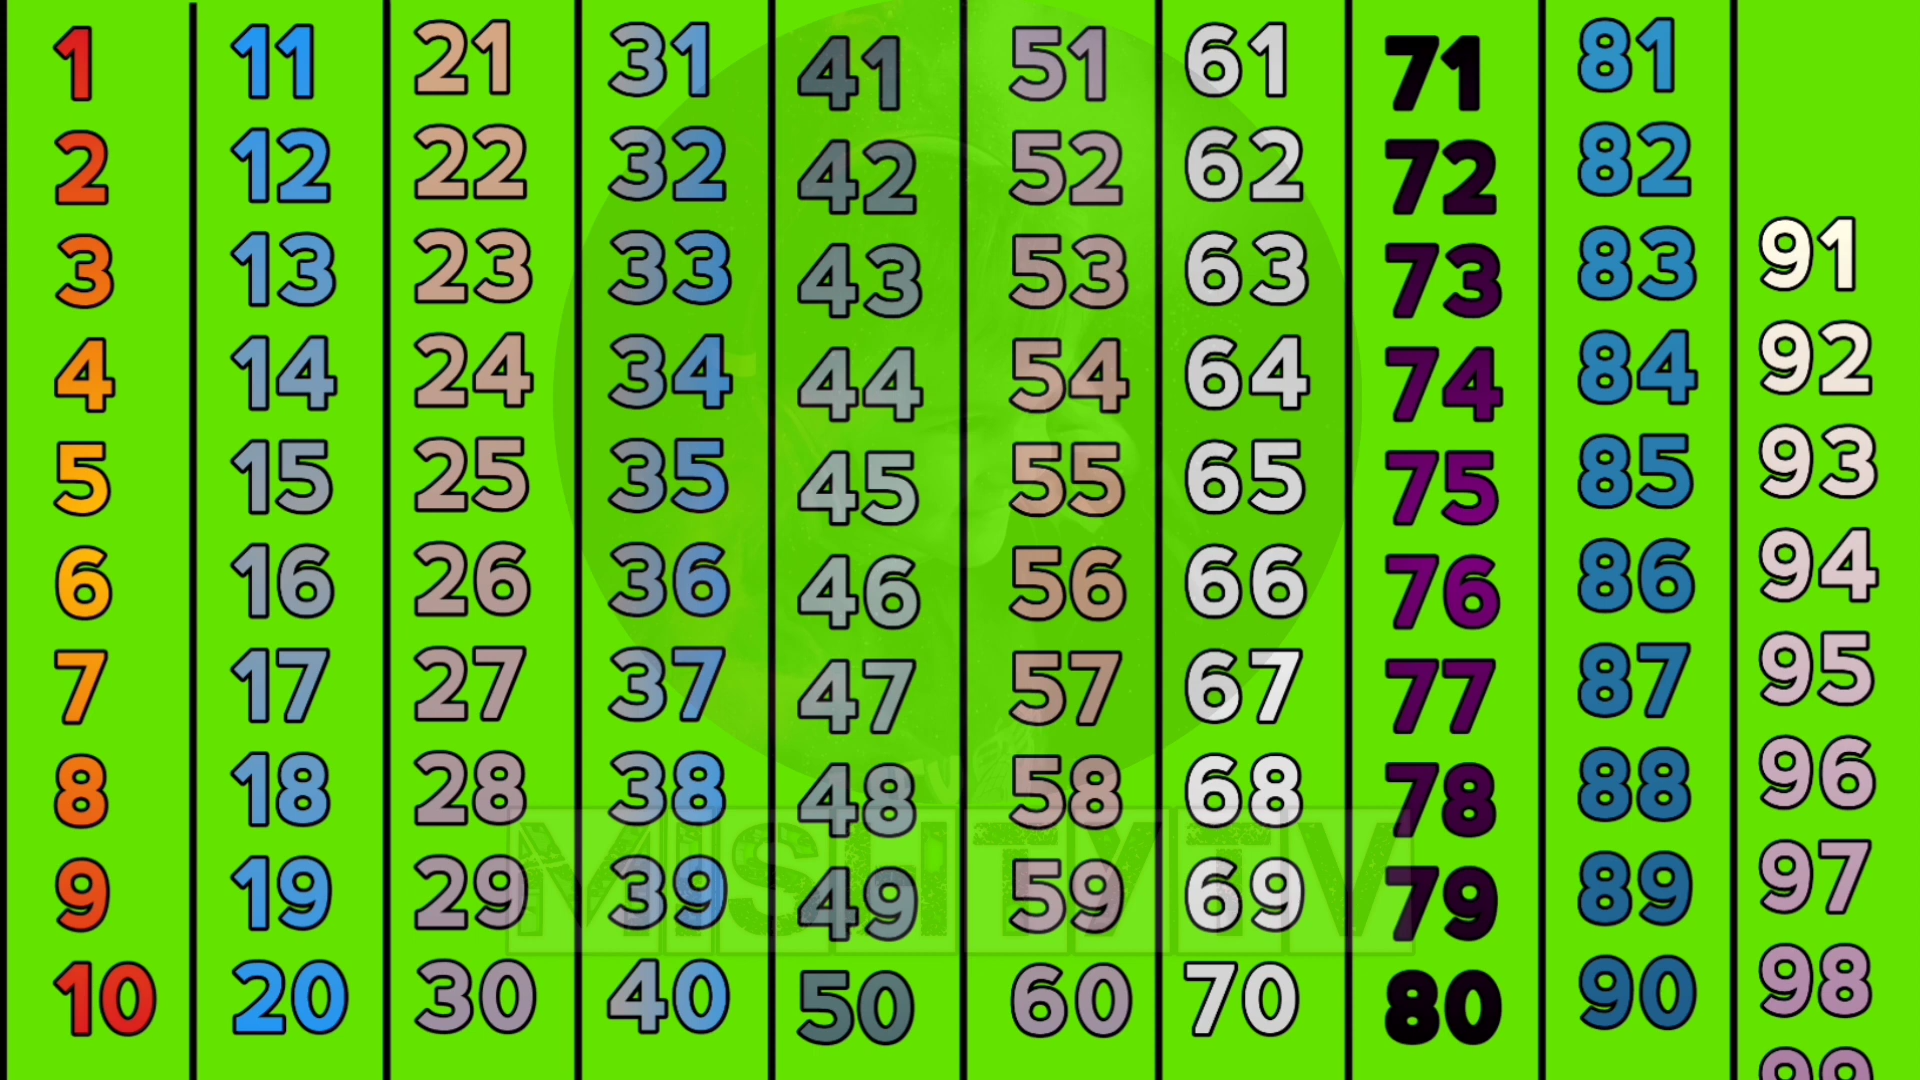 1 11 21 31 41 51 61 71 81
2 12 22 32 42 52 62 72 82
3 13 23 33 43 53 63 73 83 91
4 14 24 34 44 54 64 74 84 92
5 15 25 35 45 55 65 75 85 93
6 16 26 36 46 56 66 76 86 94
7 17 27 37 47 57 67 77 87 95
8 18 28 38 48 58 68 78 88 96
9 19 29 39 49 59 69 79 89 97
10 20 30 40 50 60 70 80 90 98
99
MISHTYTV